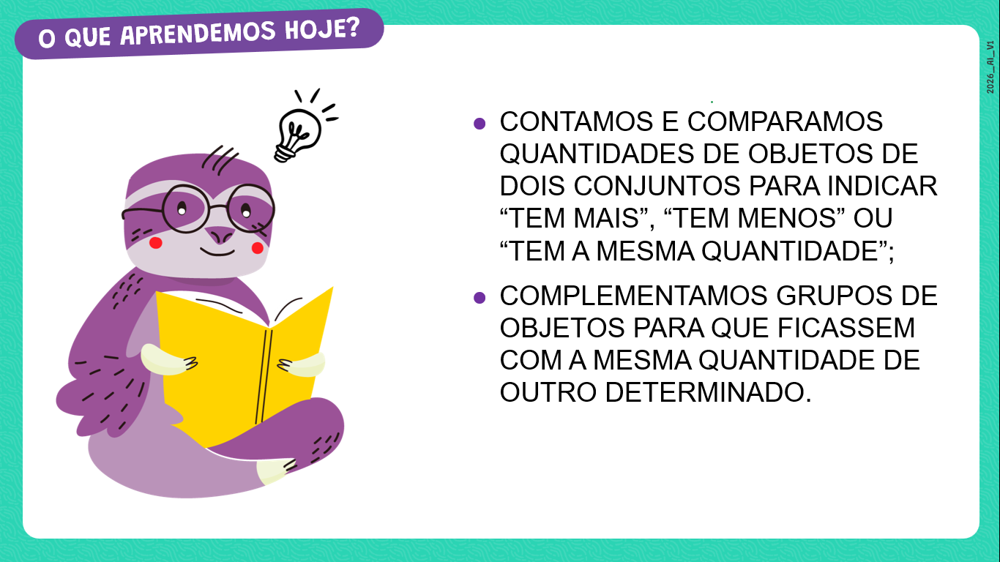 O QUE APRENDEMOS HOJE?
2026_AI_V1
CONTAMOS E COMPARAMOS
QUANTIDADES DE OBJETOS DE
DOIS CONJUNTOS PARA INDICAR
“TEM MAIS”, “TEM MENOS” OU
“TEM A MESMA QUANTIDADE”;
COMPLEMENTAMOS GRUPOS DE
OBJETOS PARA QUE FICASSEM
COM A MESMA QUANTIDADE DE
OUTRO DETERMINADO.